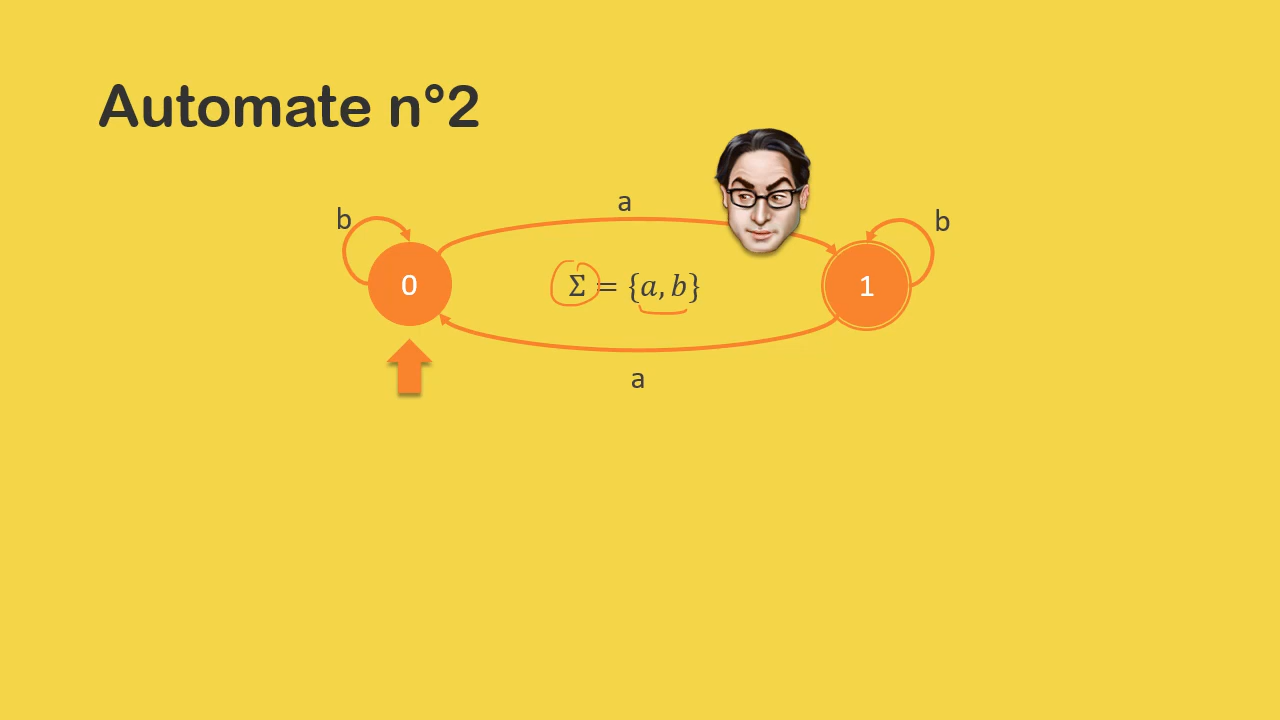 Automate n°2
a
b
b
0
Σ = {a, b}
1
a